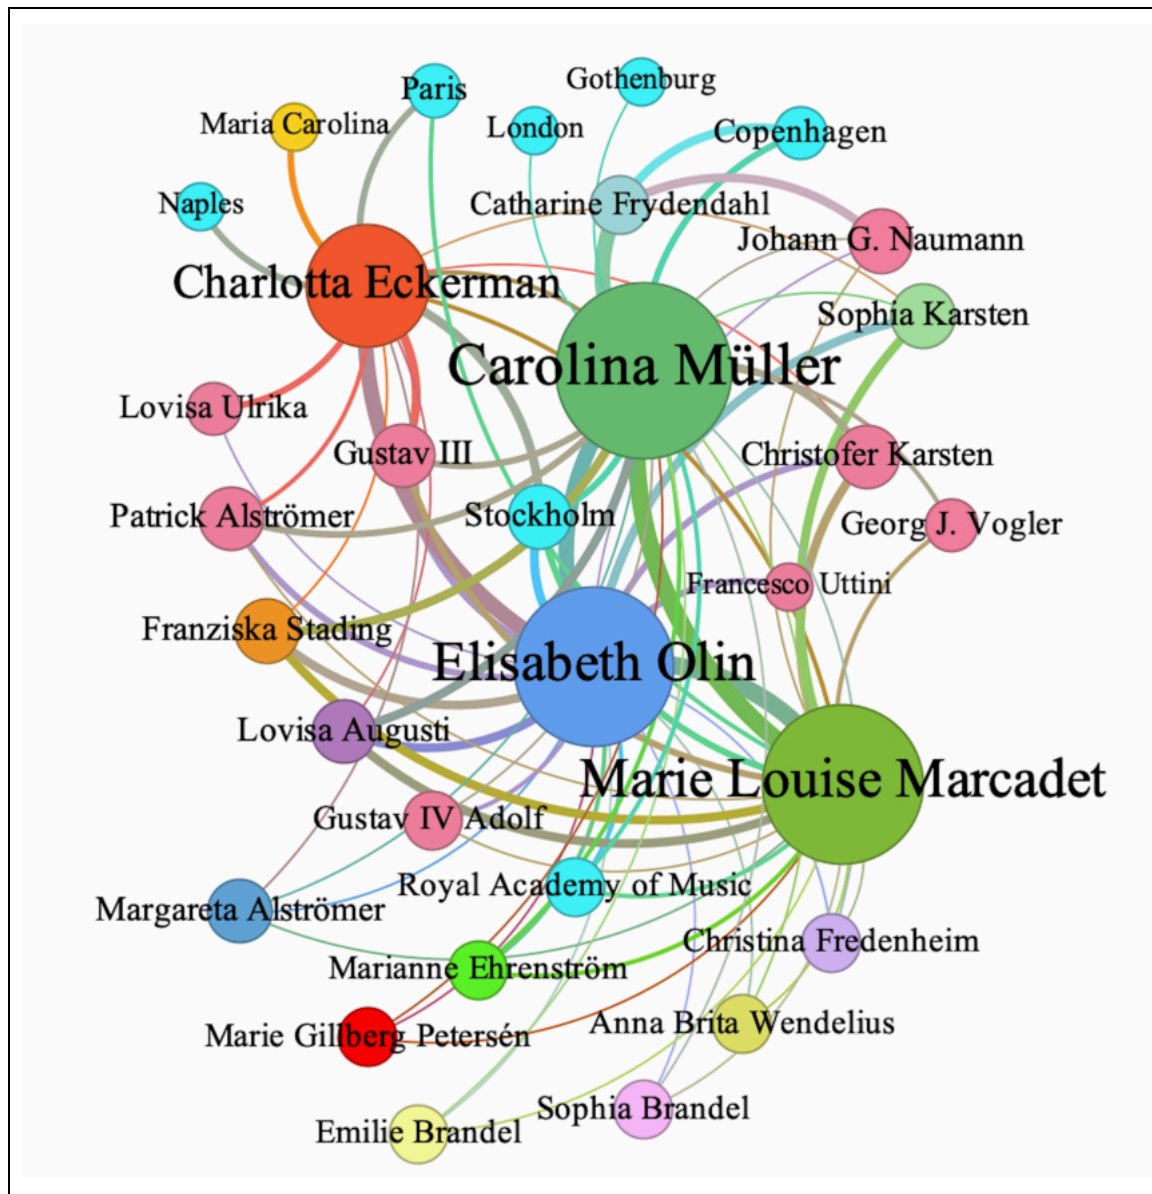 Gothenburg
Paris
Maria Carolina
London
Copenhagen
Naples
Catharine Frydendahl
Johann G. Naumann
Charlotta Eckerman
Sophia Karsten
Carolina Müller
Lovisa Ulrika
Gustav III
Christofer Karsten
Patrick Alströmer
Stockholm
Georg J. Vogler
Francesco Uttini
Franziska Stading
Elisabeth Olin
Lovisa Augusti
Marie Louise Marcadet
Gustav IV Adolf
Royal Academy of Music
Margareta Alströmer
Christina Fredenheim
Marianne Ehrenström
Anna Brita Wendelius
Marie Gillberg Petersén
Sophia Brandel
Emilie Brandel